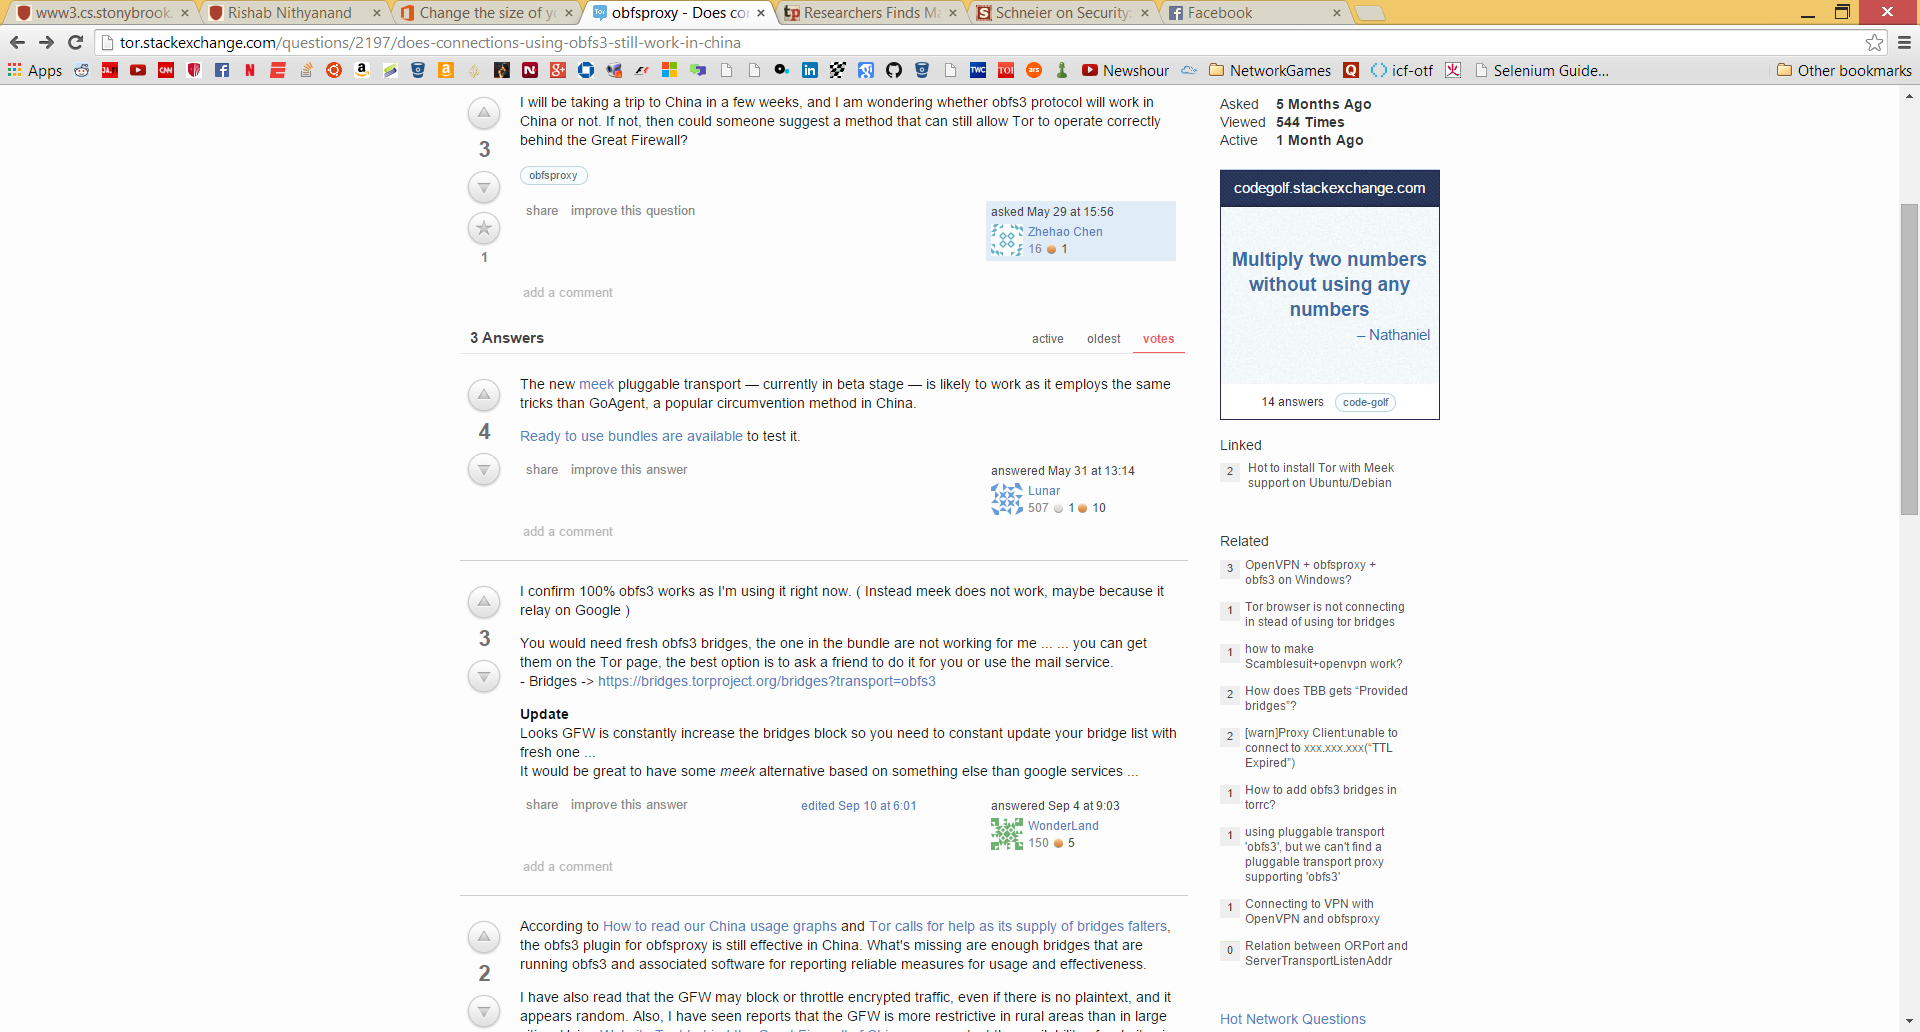 www3.cs.stonybrook.
Rishab Nithyanand
Change the size of yo
obfsproxy - Does co
Researchers Finds Ma
Schneier on Security:
Facebook
tor.stackexchange.com/questions/2197/does-connections-using-obfs3-still-work-in-china
Apps
Newshour
NetworkGames
icf-otf
Selenium Guide...
Other bookmarks
I will be taking a trip to China in a few weeks, and I am wondering whether obfs3 protocol will work in
China or not. If not, then could someone suggest a method that can still allow Tor to operate correctly
behind the Great Firewall?
3
obfsproxy
share improve this question
asked May 29 at 15:56
Zhehao Chen
16 1
1
add a comment
3 Answers
active oldest votes
The new meek pluggable transport — currently in beta stage — is likely to work as it employs the same
tricks than GoAgent, a popular circumvention method in China.
4
Ready to use bundles are available to test it.
share improve this answer
answered May 31 at 13:14
Lunar
507 1 10
add a comment
I confirm 100% obfs3 works as I'm using it right now. ( Instead meek does not work, maybe because it
relay on Google )
3
You would need fresh obfs3 bridges, the one in the bundle are not working for me ... ... you can get
them on the Tor page, the best option is to ask a friend to do it for you or use the mail service.
- Bridges -> https://bridges.torproject.org/bridges?transport=obfs3
Update
Looks GFW is constantly increase the bridges block so you need to constant update your bridge list with
fresh one ...
It would be great to have some meek alternative based on something else than google services ...
share improve this answer
edited Sep 10 at 6:01
answered Sep 4 at 9:03
WonderLand
150 5
add a comment
According to How to read our China usage graphs and Tor calls for help as its supply of bridges falters,
the obfs3 plugin for obfsproxy is still effective in China. What's missing are enough bridges that are
running obfs3 and associated software for reporting reliable measures for usage and effectiveness.
2
I have also read that the GFW may block or throttle encrypted traffic, even if there is no plaintext, and it
appears random. Also, I have seen reports that the GFW is more restrictive in rural areas than in large
Asked 5 Months Ago
Viewed 544 Times
Active 1 Month Ago
codegolf.stackexchange.com
Multiply two numbers
without using any
numbers
– Nathaniel
14 answers code-golf
Linked
2 Hot to install Tor with Meek
support on Ubuntu/Debian
Related
3 OpenVPN + obfsproxy +
obfs3 on Windows?
1 Tor browser is not connecting
in stead of using tor bridges
1 how to make
Scamblesuit+openvpn work?
2 How does TBB gets “Provided
bridges”?
2 [warn]Proxy Client:unable to
connect to xxx.xxx.xxx(“TTL
Expired”)
1 How to add obfs3 bridges in
torrc?
1 using pluggable transport
'obfs3', but we can't find a
pluggable transport proxy
supporting 'obfs3'
1 Connecting to VPN with
OpenVPN and obfsproxy
0 Relation between ORPort and
ServerTransportListenAddr
Hot Network Questions